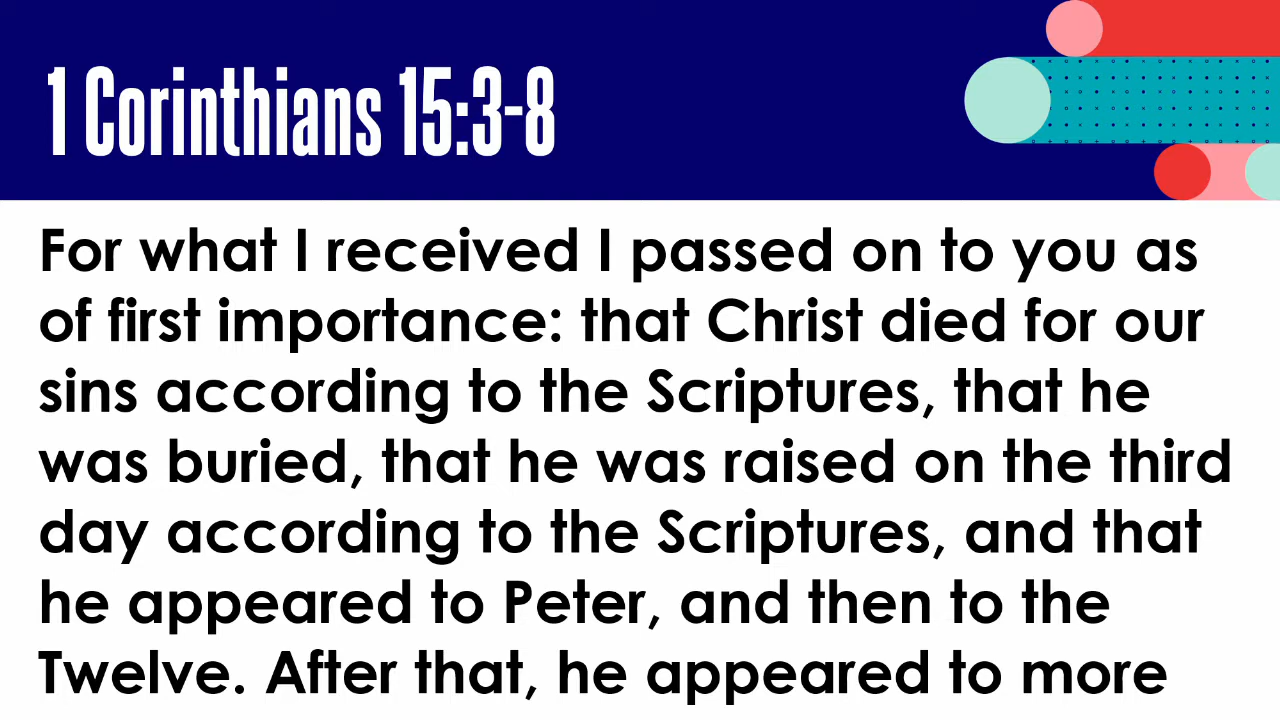 1 Corinthians 15:3-8
For what I received I passed on to you as
of first importance: that Christ died for our
sins according to the Scriptures, that he
was buried, that he was raised on the third
day according to the Scriptures, and that
he appeared to Peter, and then to the
Twelve. After that, he appeared to more